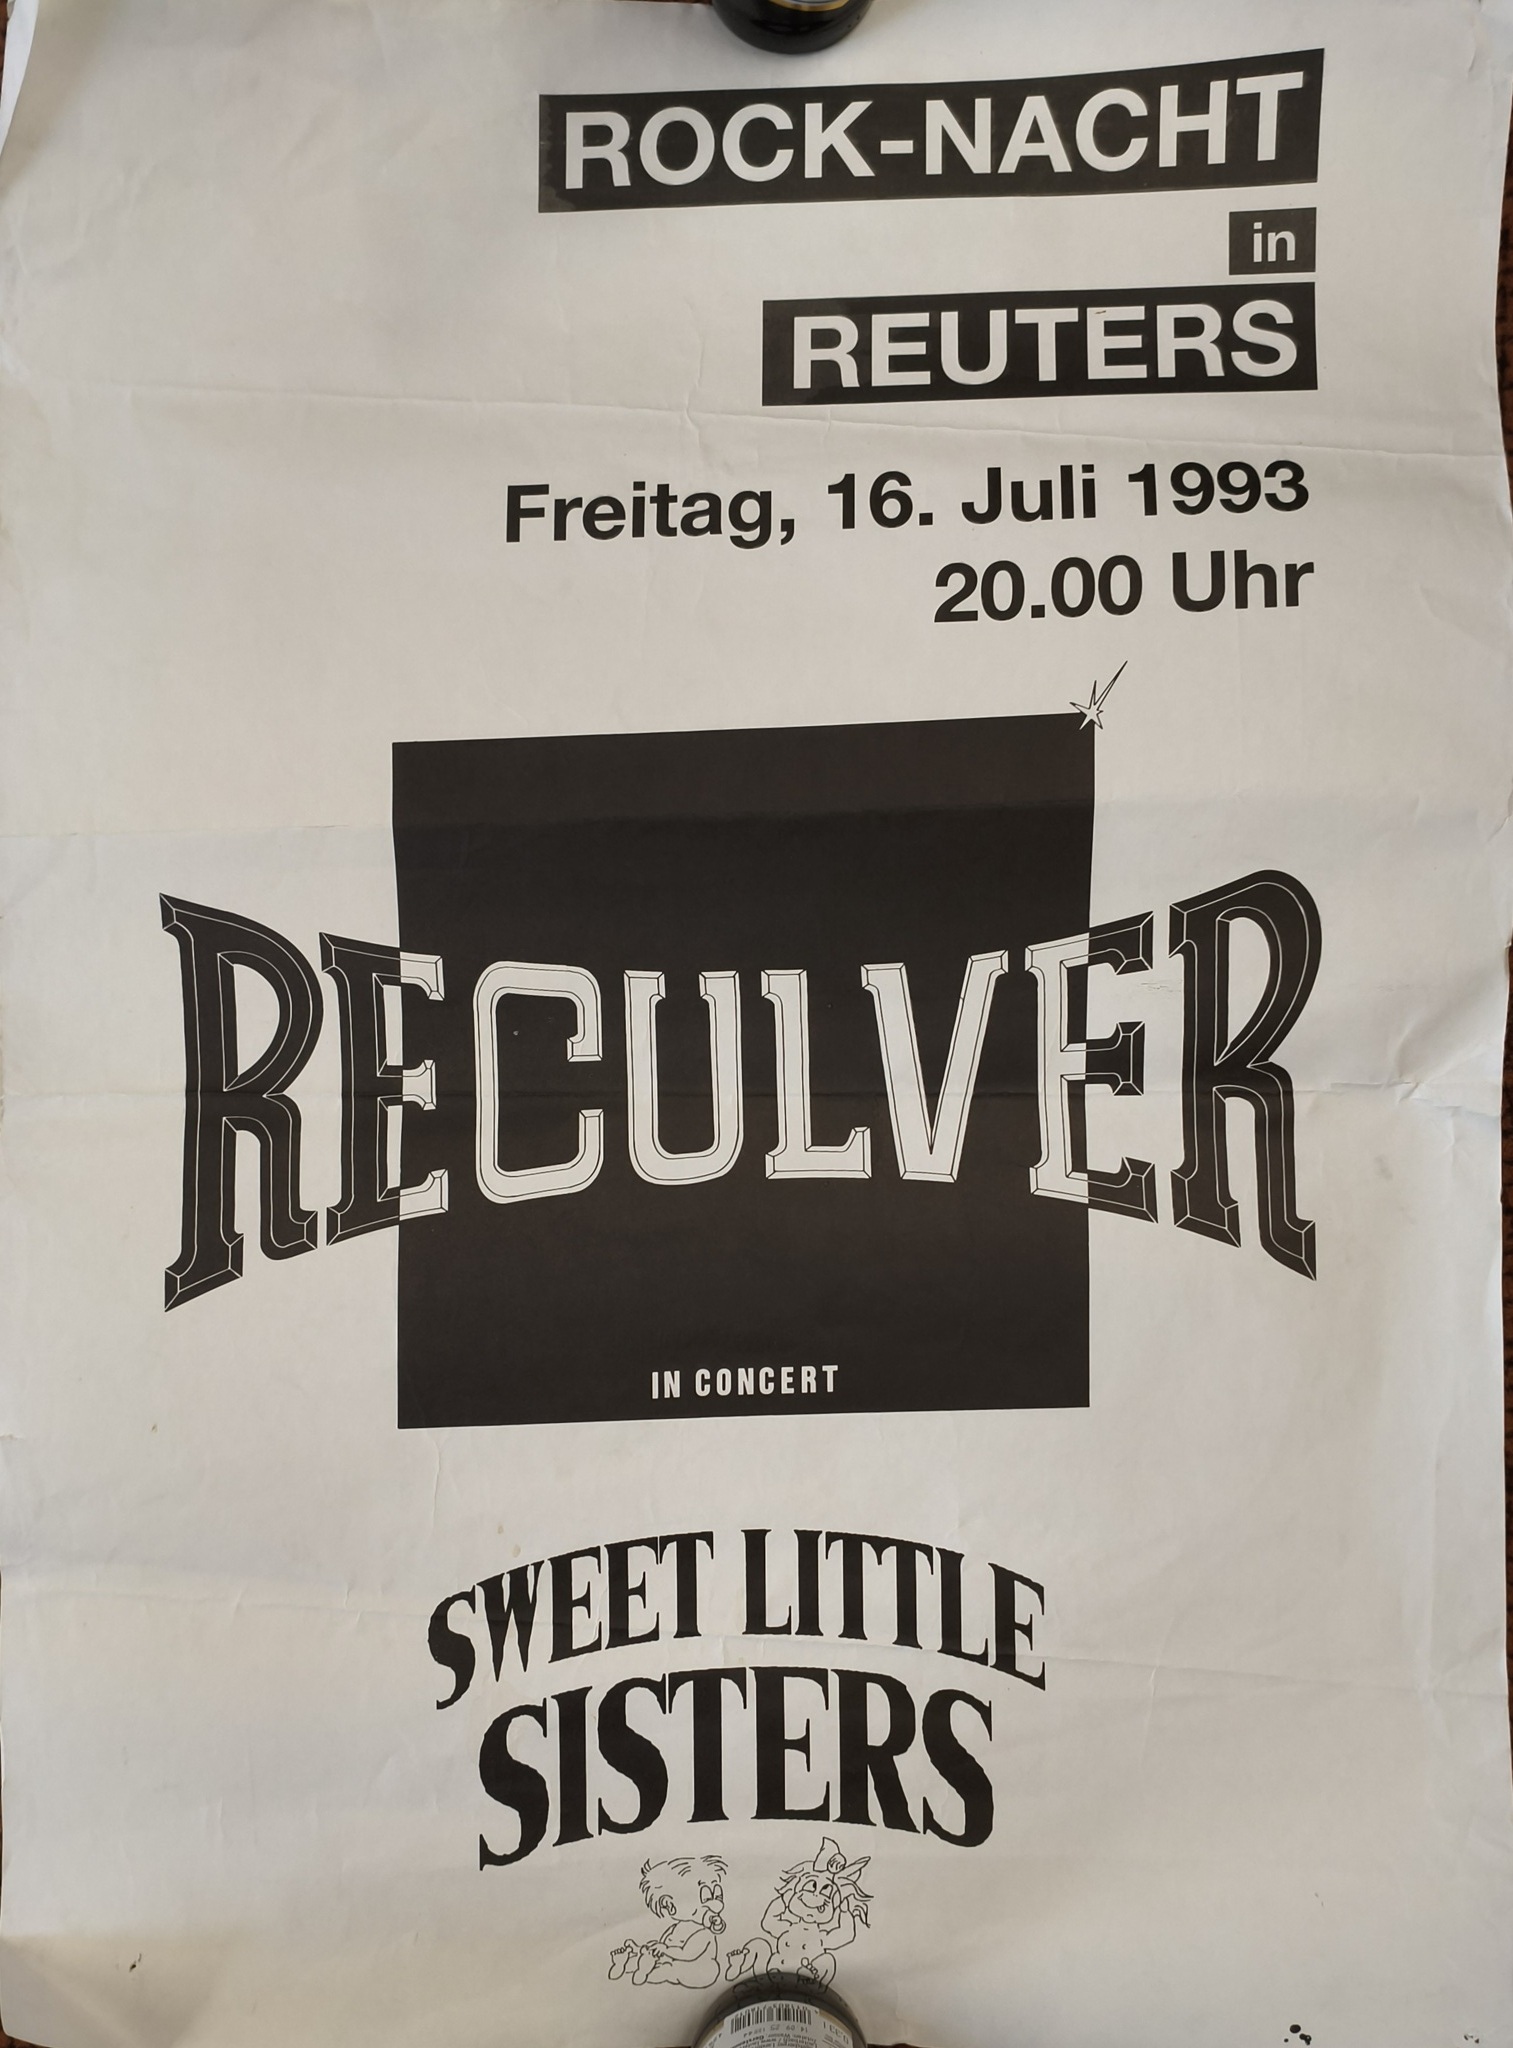 ROCK-NACHT
in
REUTERS
Freitag, 16. Juli 1993
20.00 Uhr
RECULVER
IN CONCERT
SWEET LITTLE
SISTERS